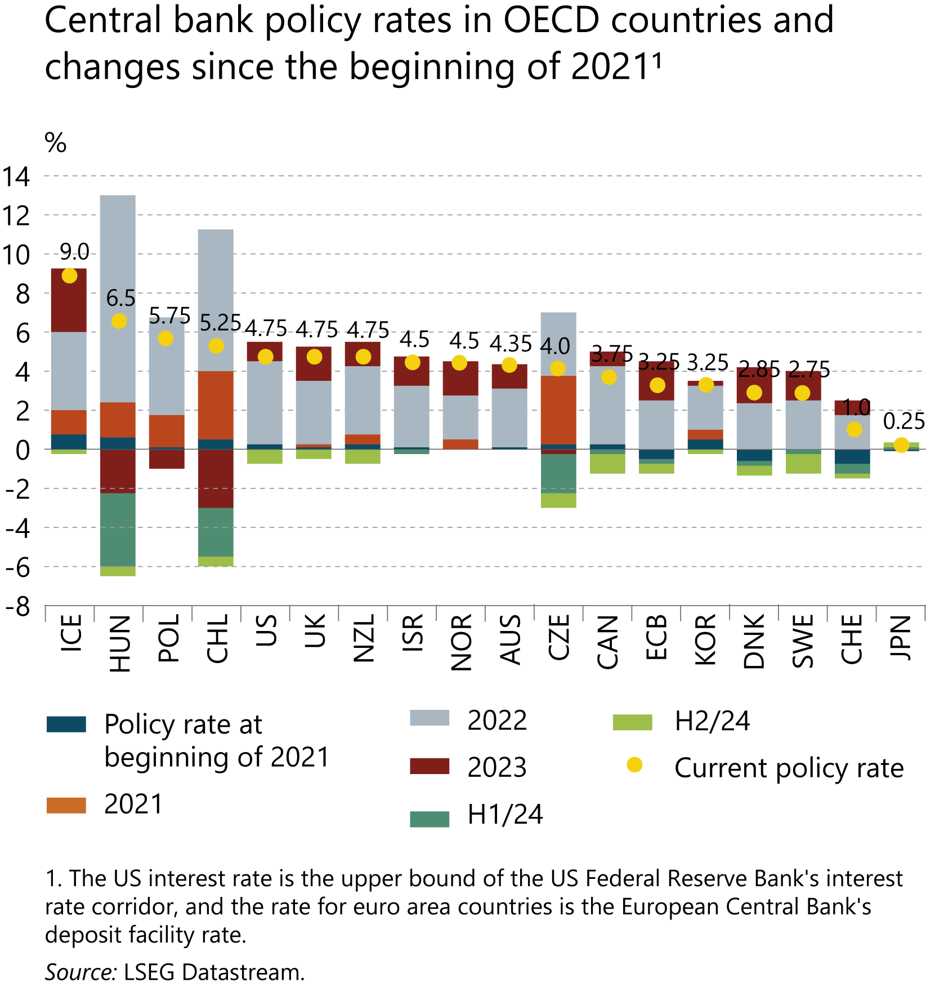 Central bank policy rates in OECD countries and
changes since the beginning of 2021¹
%
14
12
10
8
6
4
2
0
-2
-4
-6
-8
9.0
6.5
5.75
5.25
4.75
4.75
4.75
4.5
4.5
4.35
4.0
3.75
3.25
3.25
2.85
2.75
1.0
0.25
ICE
HUN
POL
CHL
US
UK
NZL
ISR
NOR
AUS
CZE
CAN
ECB
KOR
DNK
SWE
CHE
JPN
Policy rate at
beginning of 2021
2021
2022
2023
H1/24
H2/24
Current policy rate
1. The US interest rate is the upper bound of the US Federal Reserve Bank's interest
rate corridor, and the rate for euro area countries is the European Central Bank's
deposit facility rate.
Source: LSEG Datastream.